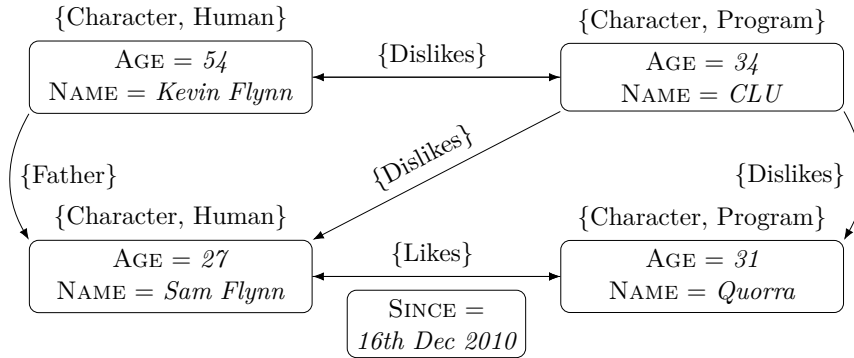 {Character, Human}
AGE = 54
NAME = Kevin Flynn
{Dislikes}
{Character, Program}
AGE = 34
NAME = CLU
{Father}
{Dislikes}
{Dislikes}
{Character, Human}
AGE = 27
NAME = Sam Flynn
{Likes}
SINCE =
16th Dec 2010
{Character, Program}
AGE = 31
NAME = Quorra